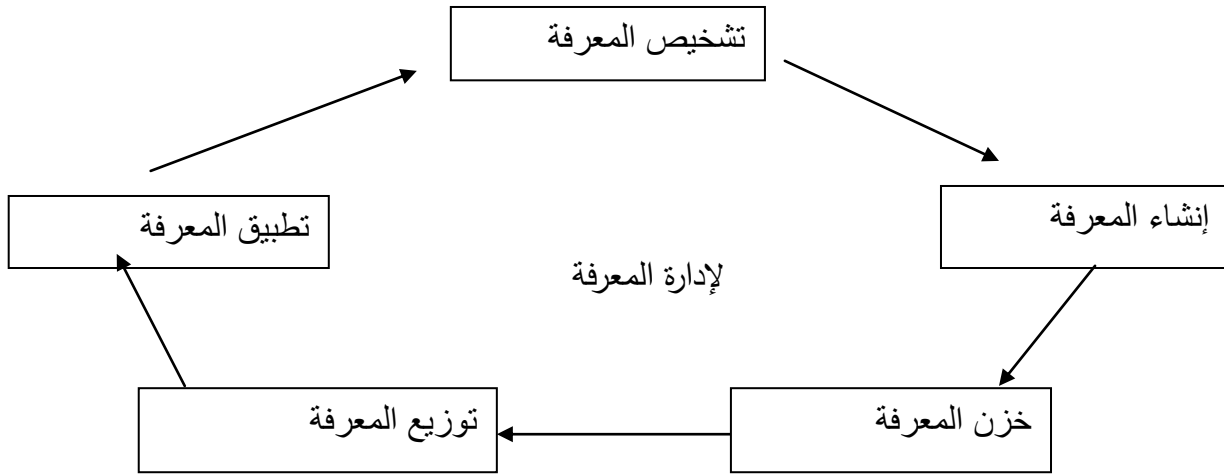 تشخيص المعرفة
إنشاء المعرفة
تطبيق المعرفة
لإدارة المعرفة
خزن المعرفة
توزيع المعرفة